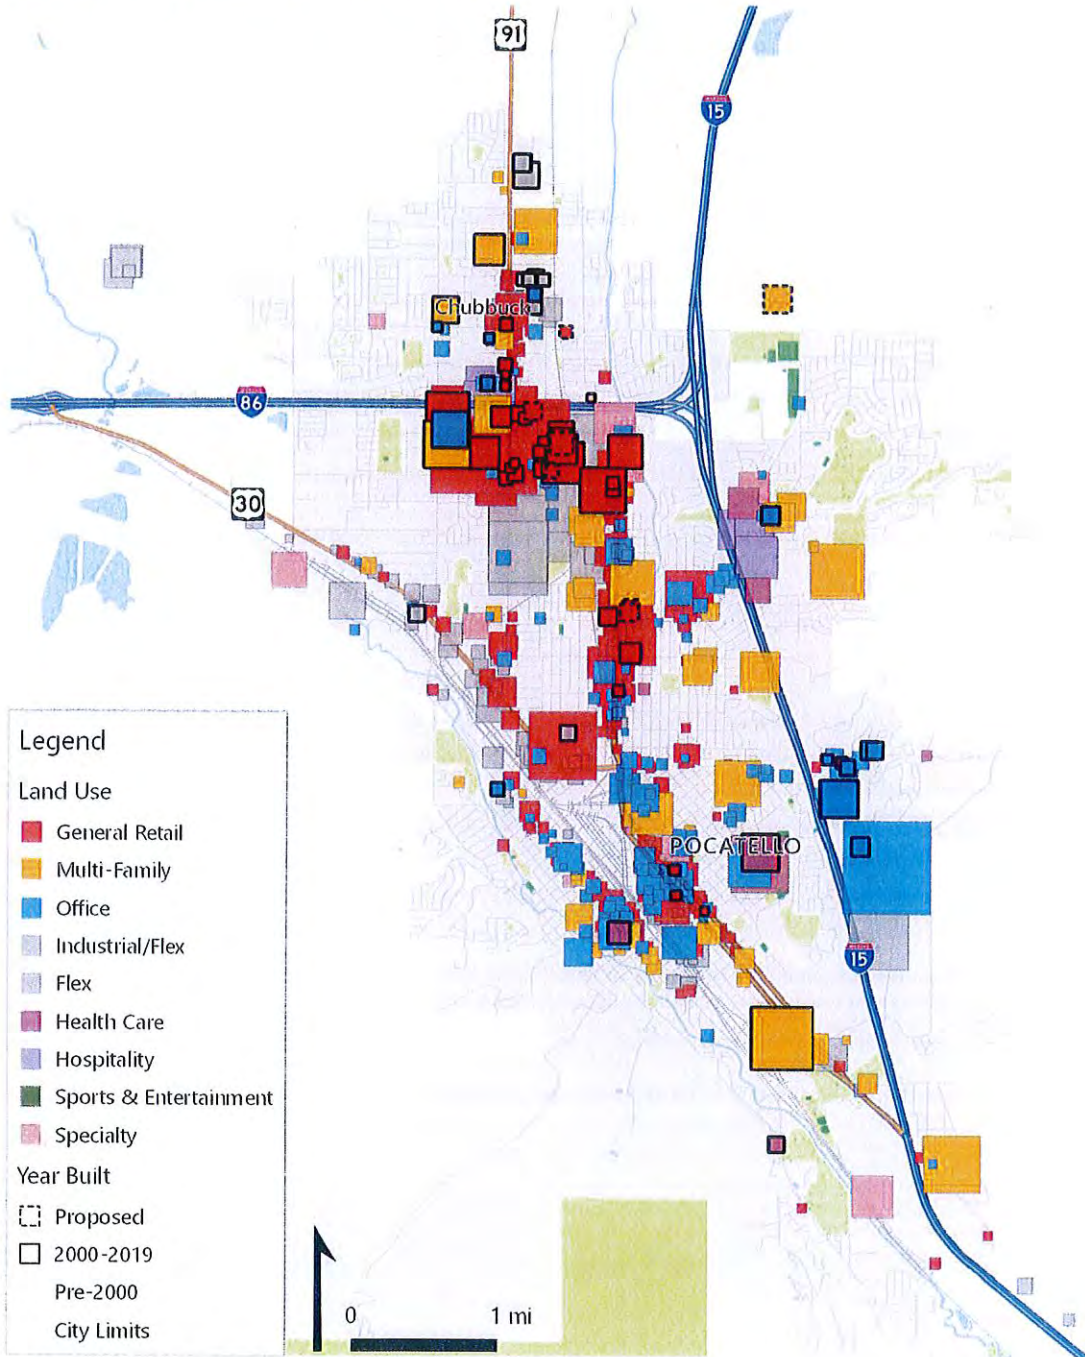 91
15
Chubbuck
86
30
Legend
Land Use
General Retail
Multi-Family
Office
Industrial/Flex
Flex
Health Care
Hospitality
Sports & Entertainment
Specialty
Year Built
Proposed
2000-2019
Pre-2000
City Limits
POCATELLO
15
0 1 mi